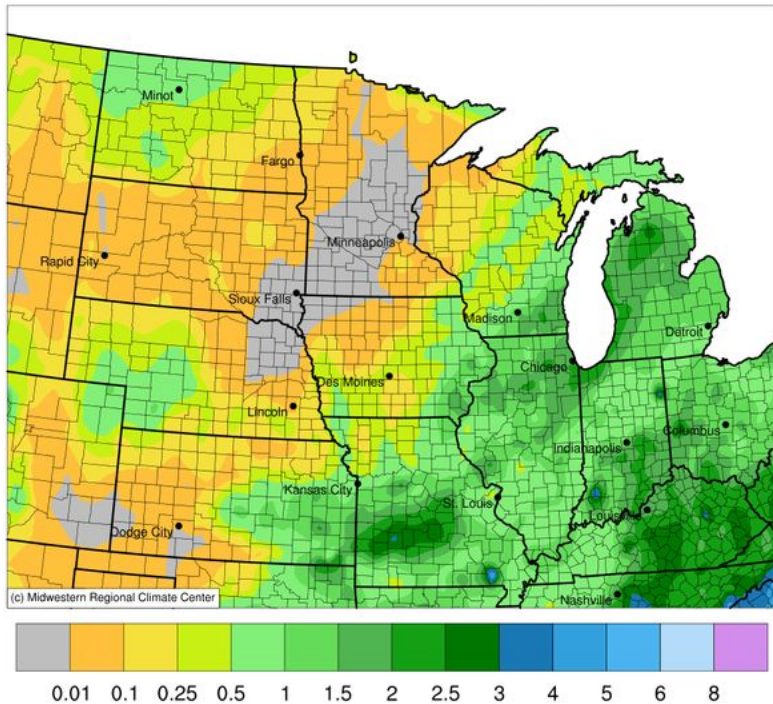 Minot
Fargo
Minneapolis
Rapid City
Sioux Falls
Madison
Detroit
Chicago
Des Moines
Lincoln
Columbus
Indianapolis
Kansas City
St. Louis
Louisville
Dodge City
Nashville
(c) Midwestern Regional Climate Center
0.01 0.1 0.25 0.5 1 1.5 2 2.5 3 4 5 6 8